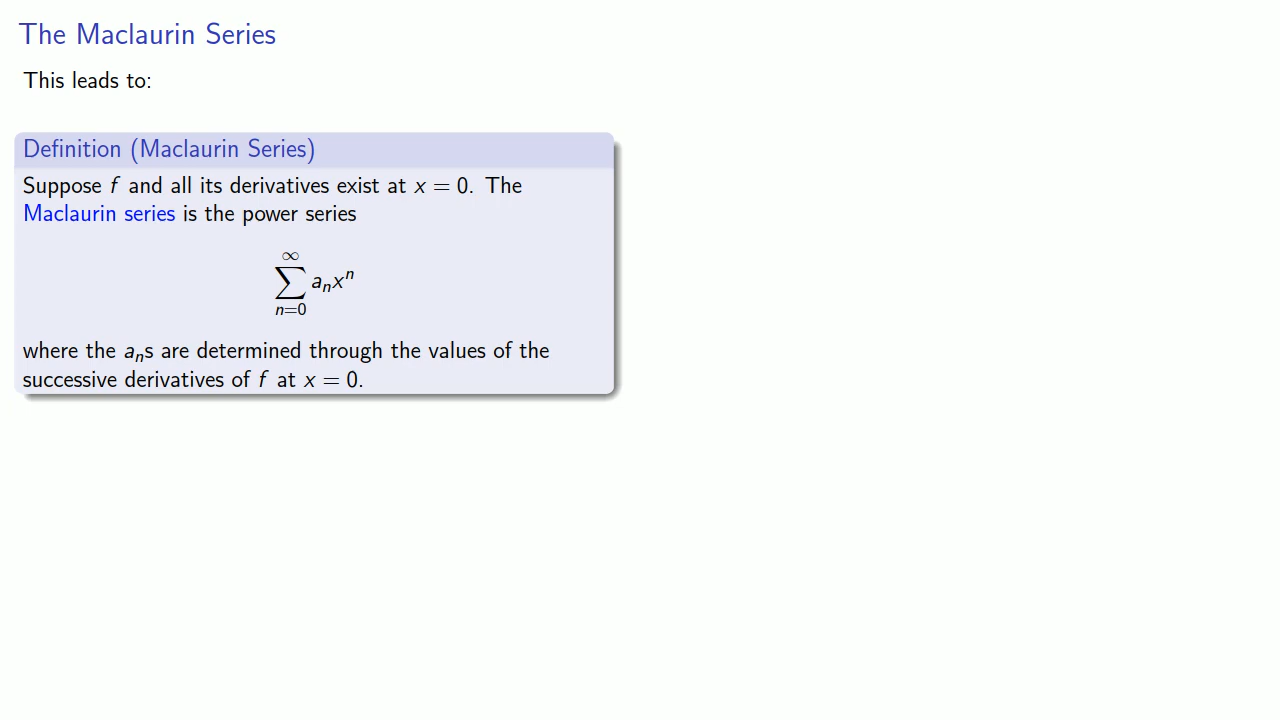 The Maclaurin Series
This leads to:
Definition (Maclaurin Series)
Suppose f and all its derivatives exist at x = 0. The
Maclaurin series is the power series
∞
∑ aₙxⁿ
n=0
where the aₙs are determined through the values of the
successive derivatives of f at x = 0.